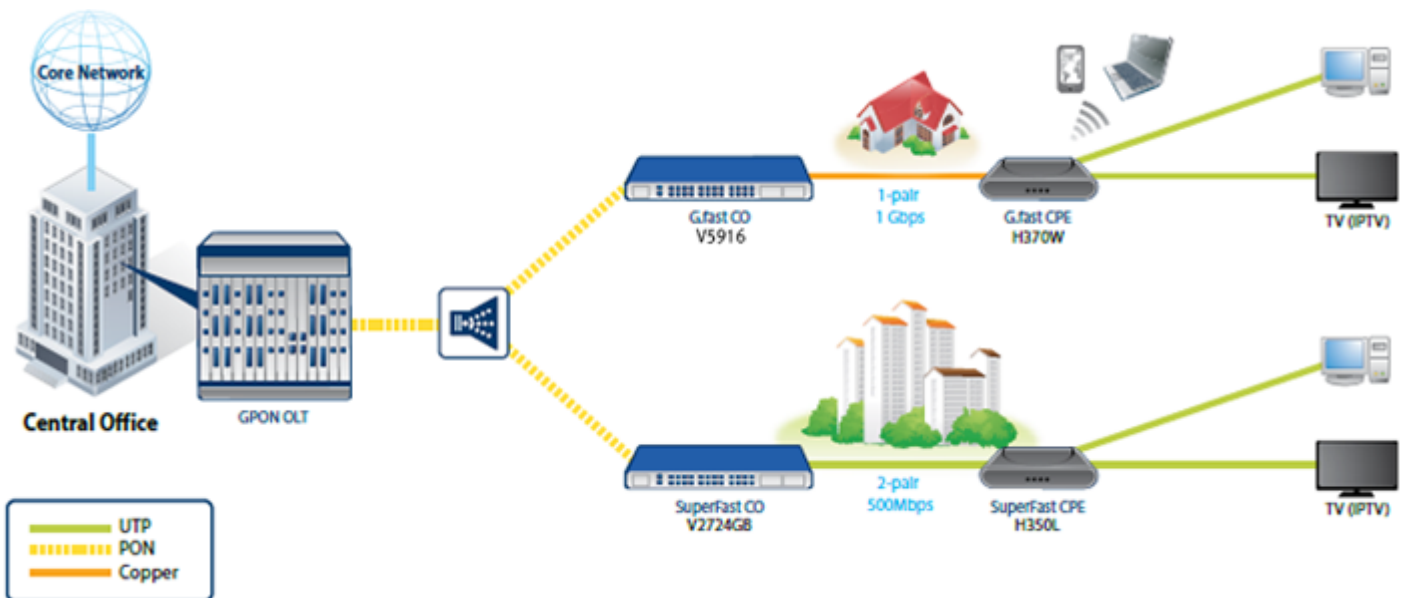 Core Network
Central Office
GPON OLT
G.fast CO
V5916
1-pair
1 Gbps
G.fast CPE
H370W
TV (IPTV)
SuperFast CO
V2724GB
2-pair
500Mbps
SuperFast CPE
H350L
TV (IPTV)
UTP
PON
Copper